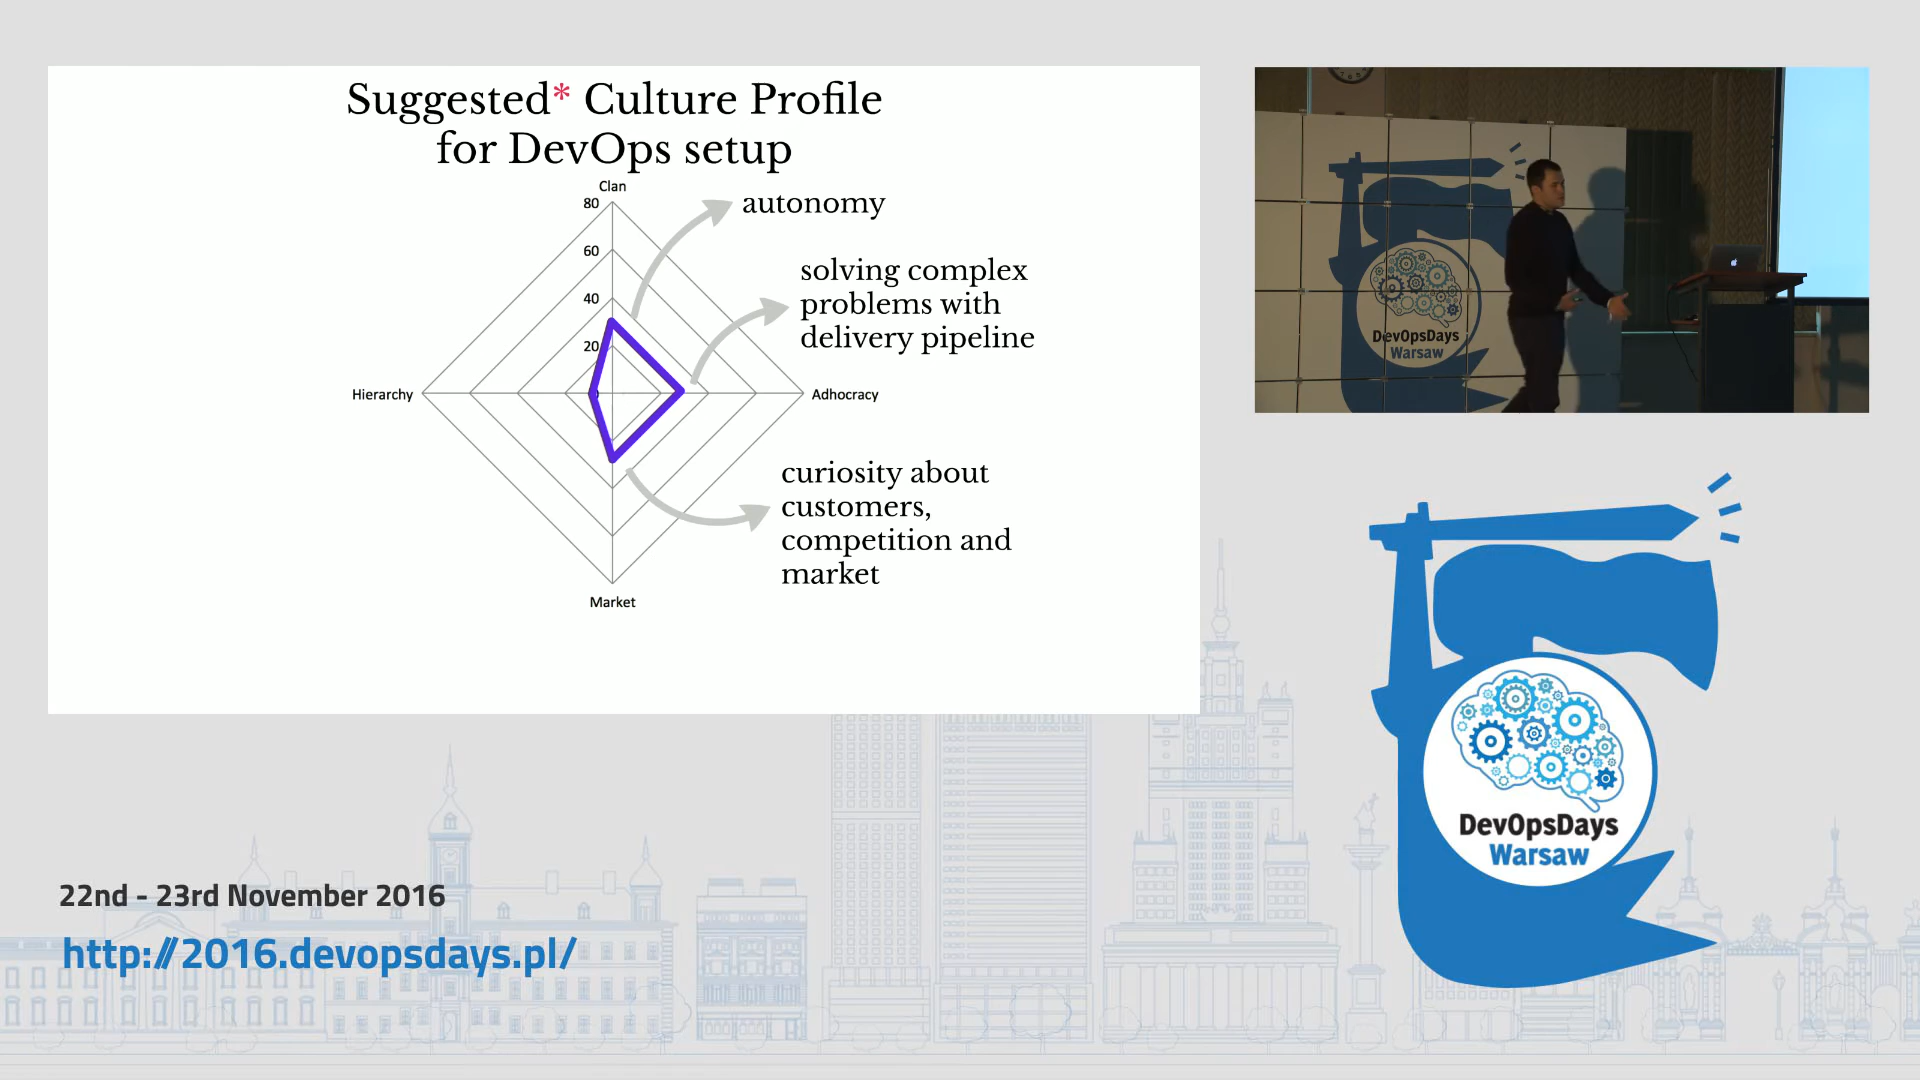 Suggested* Culture Profile
for DevOps setup
Clan
80
60
40
20
0
Hierarchy
Adhocracy
Market
autonomy
solving complex
problems with
delivery pipeline
curiosity about
customers,
competition and
market
DevOpsDays
Warsaw
DevOpsDays
Warsaw
22nd - 23rd November 2016
http://2016.devopsdays.pl/